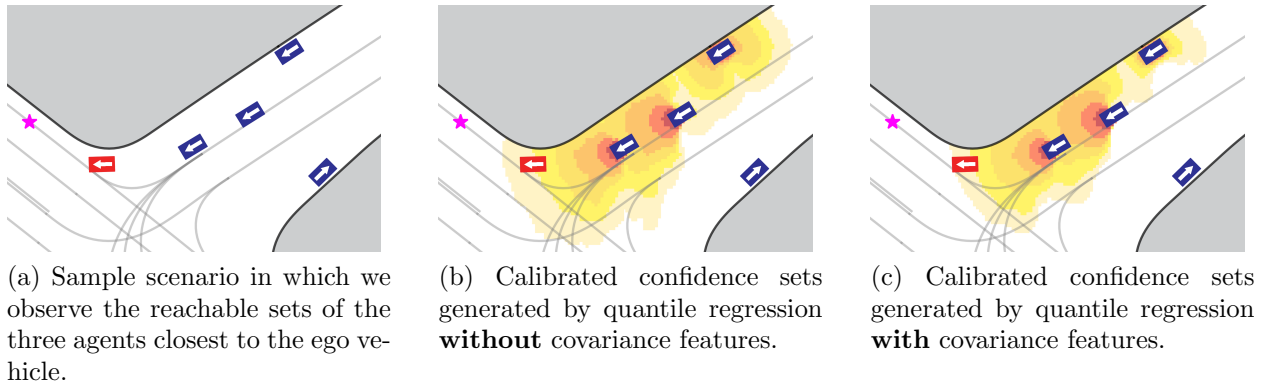 (a) Sample scenario in which we
observe the reachable sets of the
three agents closest to the ego ve-
hicle.
(b) Calibrated confidence sets
generated by quantile regression
without covariance features.
(c) Calibrated confidence sets
generated by quantile regression
with covariance features.